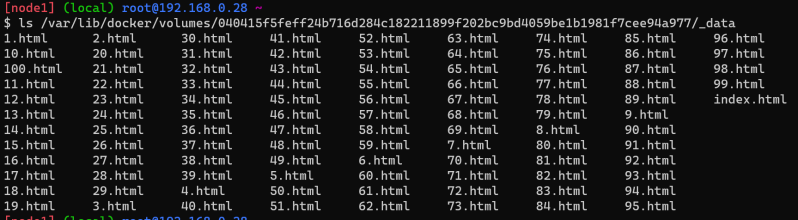 [node1] (local) root@192.168.0.28 ~
$ ls /var/lib/docker/volumes/040415f5feff24b716d284c182211899f202bc9bd4059be1b1981f7cee94a977/_data
1.html 2.html 30.html 41.html 52.html 63.html 74.html 85.html 96.html
10.html 20.html 31.html 42.html 53.html 64.html 75.html 86.html 97.html
100.html 21.html 32.html 43.html 54.html 65.html 76.html 87.html 98.html
11.html 22.html 33.html 44.html 55.html 66.html 77.html 88.html 99.html
12.html 23.html 34.html 45.html 56.html 67.html 78.html 89.html index.html
13.html 24.html 35.html 46.html 57.html 68.html 79.html 9.html
14.html 25.html 36.html 47.html 58.html 69.html 8.html 90.html
15.html 26.html 37.html 48.html 59.html 7.html 80.html 91.html
16.html 27.html 38.html 49.html 6.html 70.html 81.html 92.html
17.html 28.html 39.html 5.html 60.html 71.html 82.html 93.html
18.html 29.html 4.html 50.html 61.html 72.html 83.html 94.html
19.html 3.html 40.html 51.html 62.html 73.html 84.html 95.html
[node1] (local) root@192.168.0.28